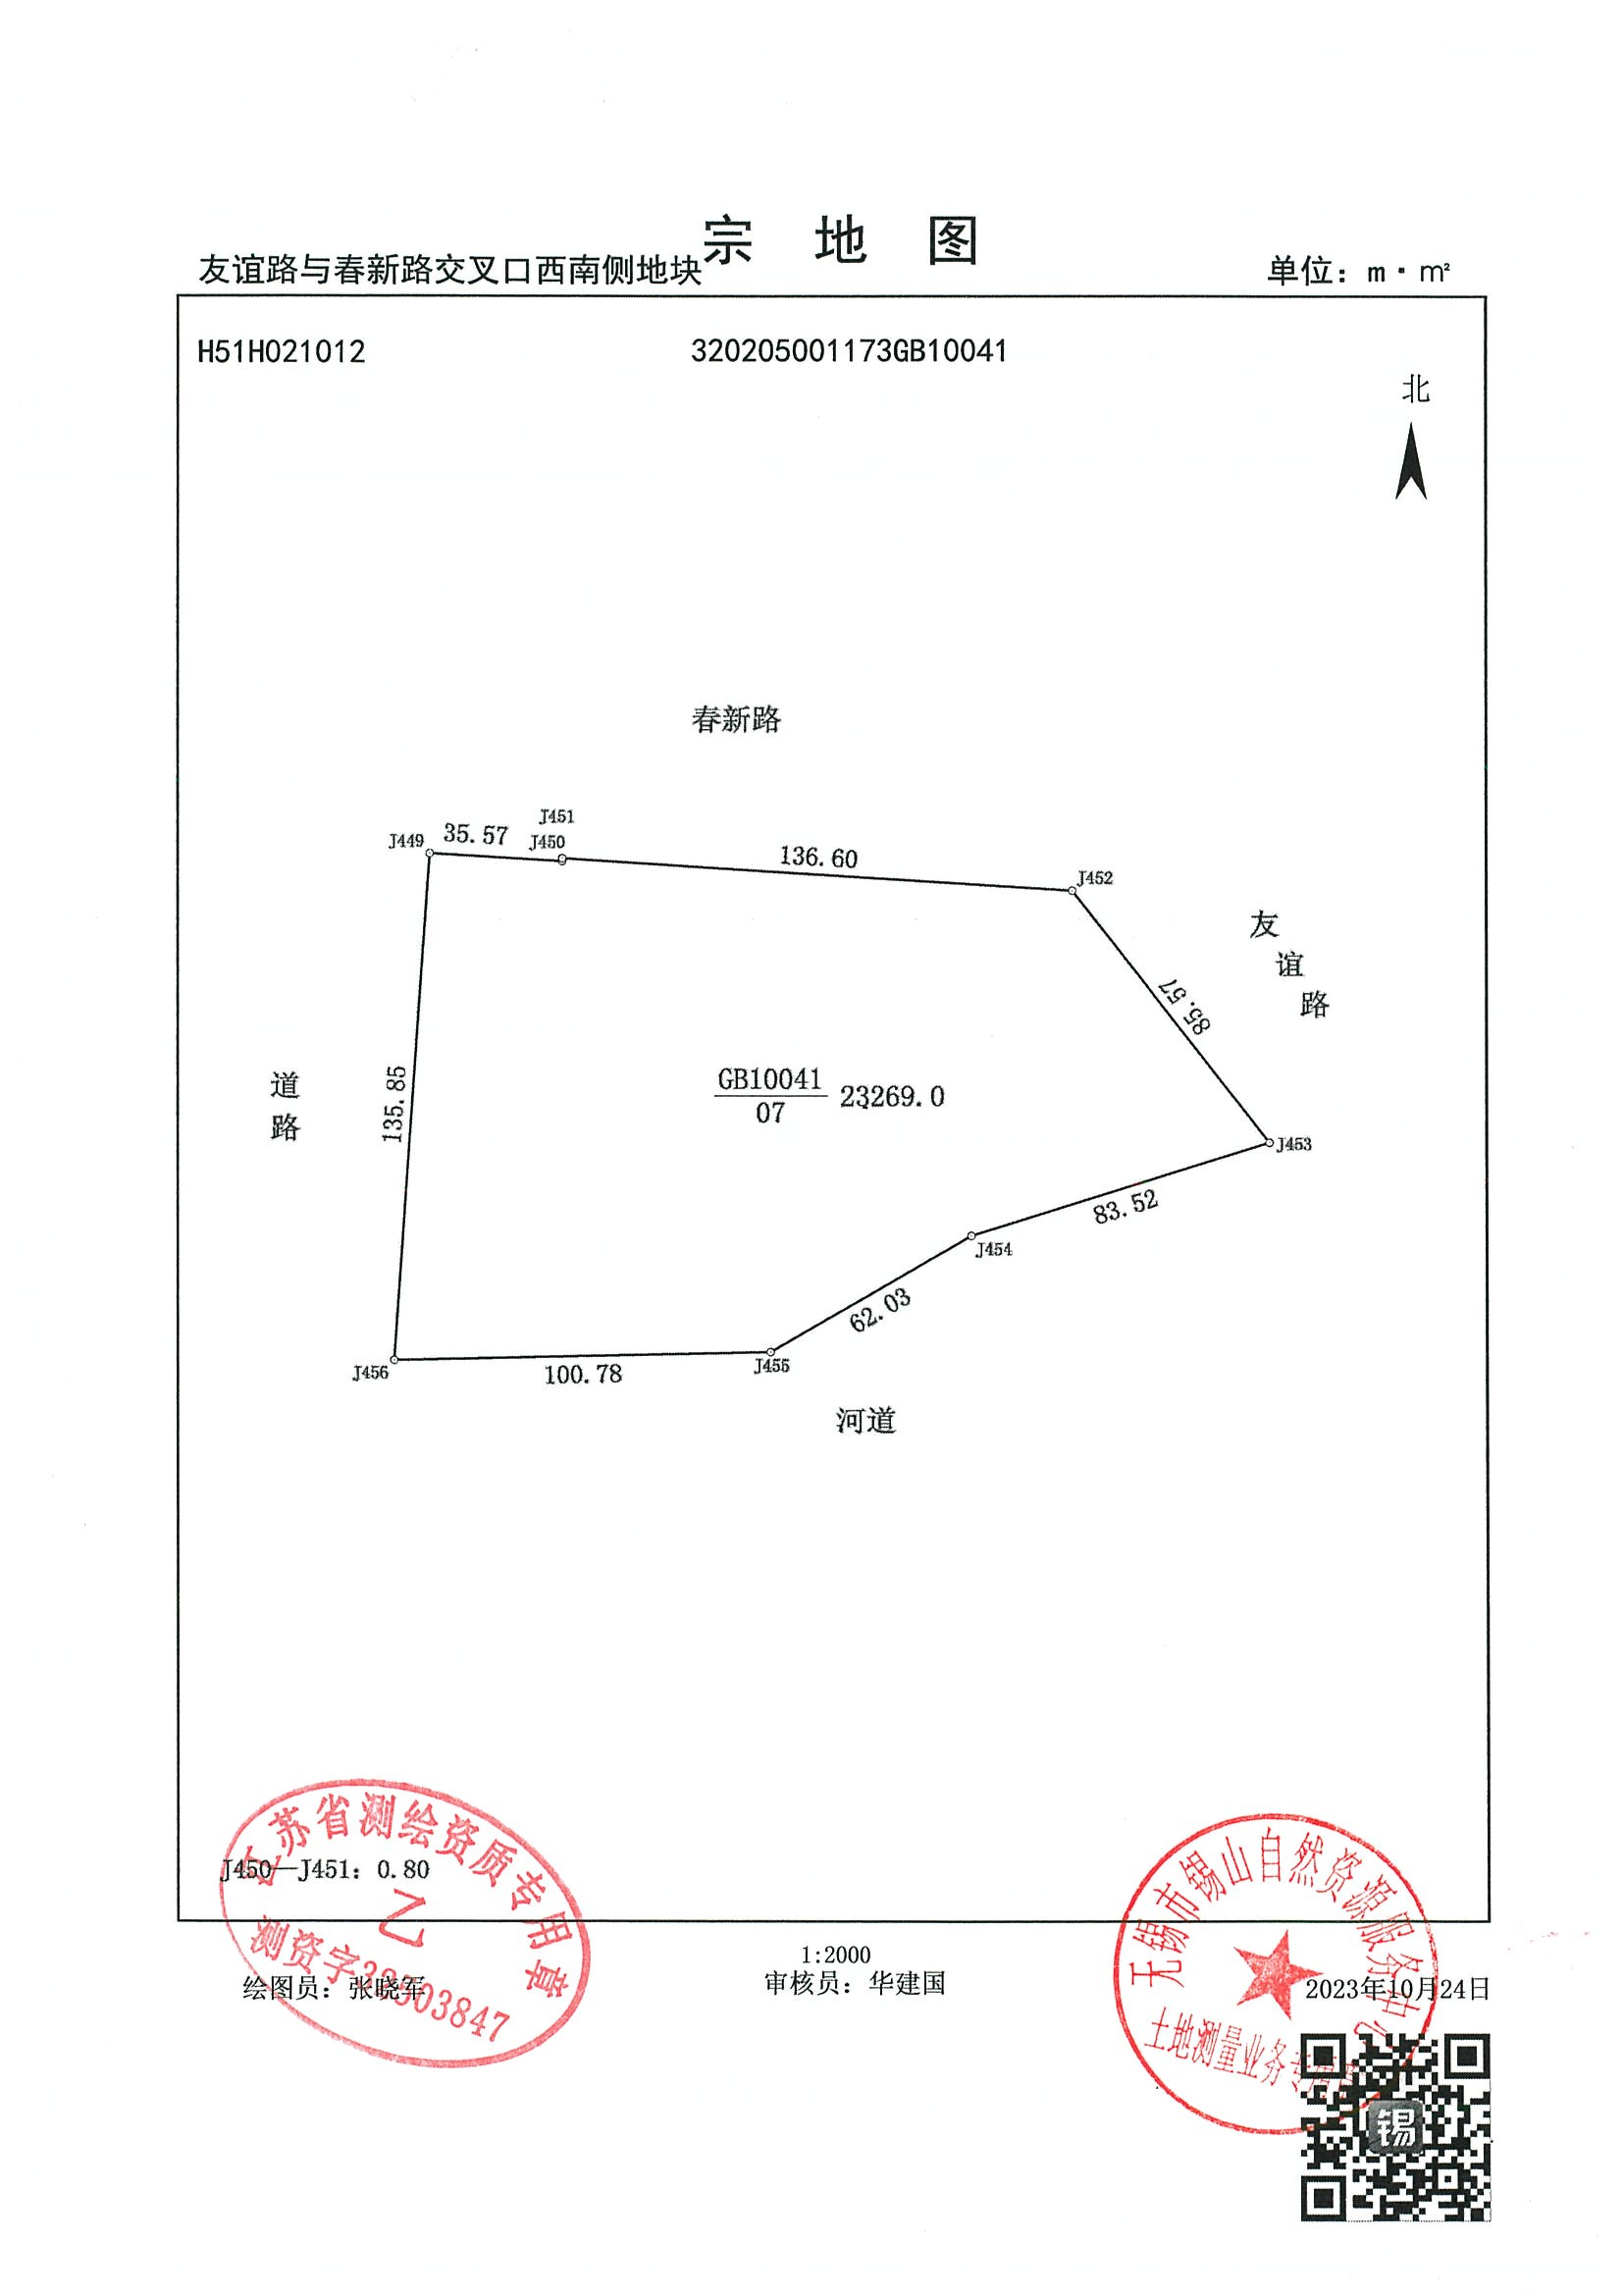 宗 地 图
友谊路与春新路交叉口西南侧地块
单位：m·㎡
H51H021012
320205001173GB10041
北
春新路
J451
J449
35.57
J450
136.60
J452
友谊路
85.57
道路
135.85
GB10041
07
23269.0
J453
83.52
J454
62.03
J456
100.78
J455
河道
江苏省测绘资质专用章
J450—J451：0.80
乙
测资字32503847
无锡市锡山自然资源服务中心
土地测量业务专用章
1:2000
绘图员：张晓军
审核员：华建国
2023年10月24日
锡